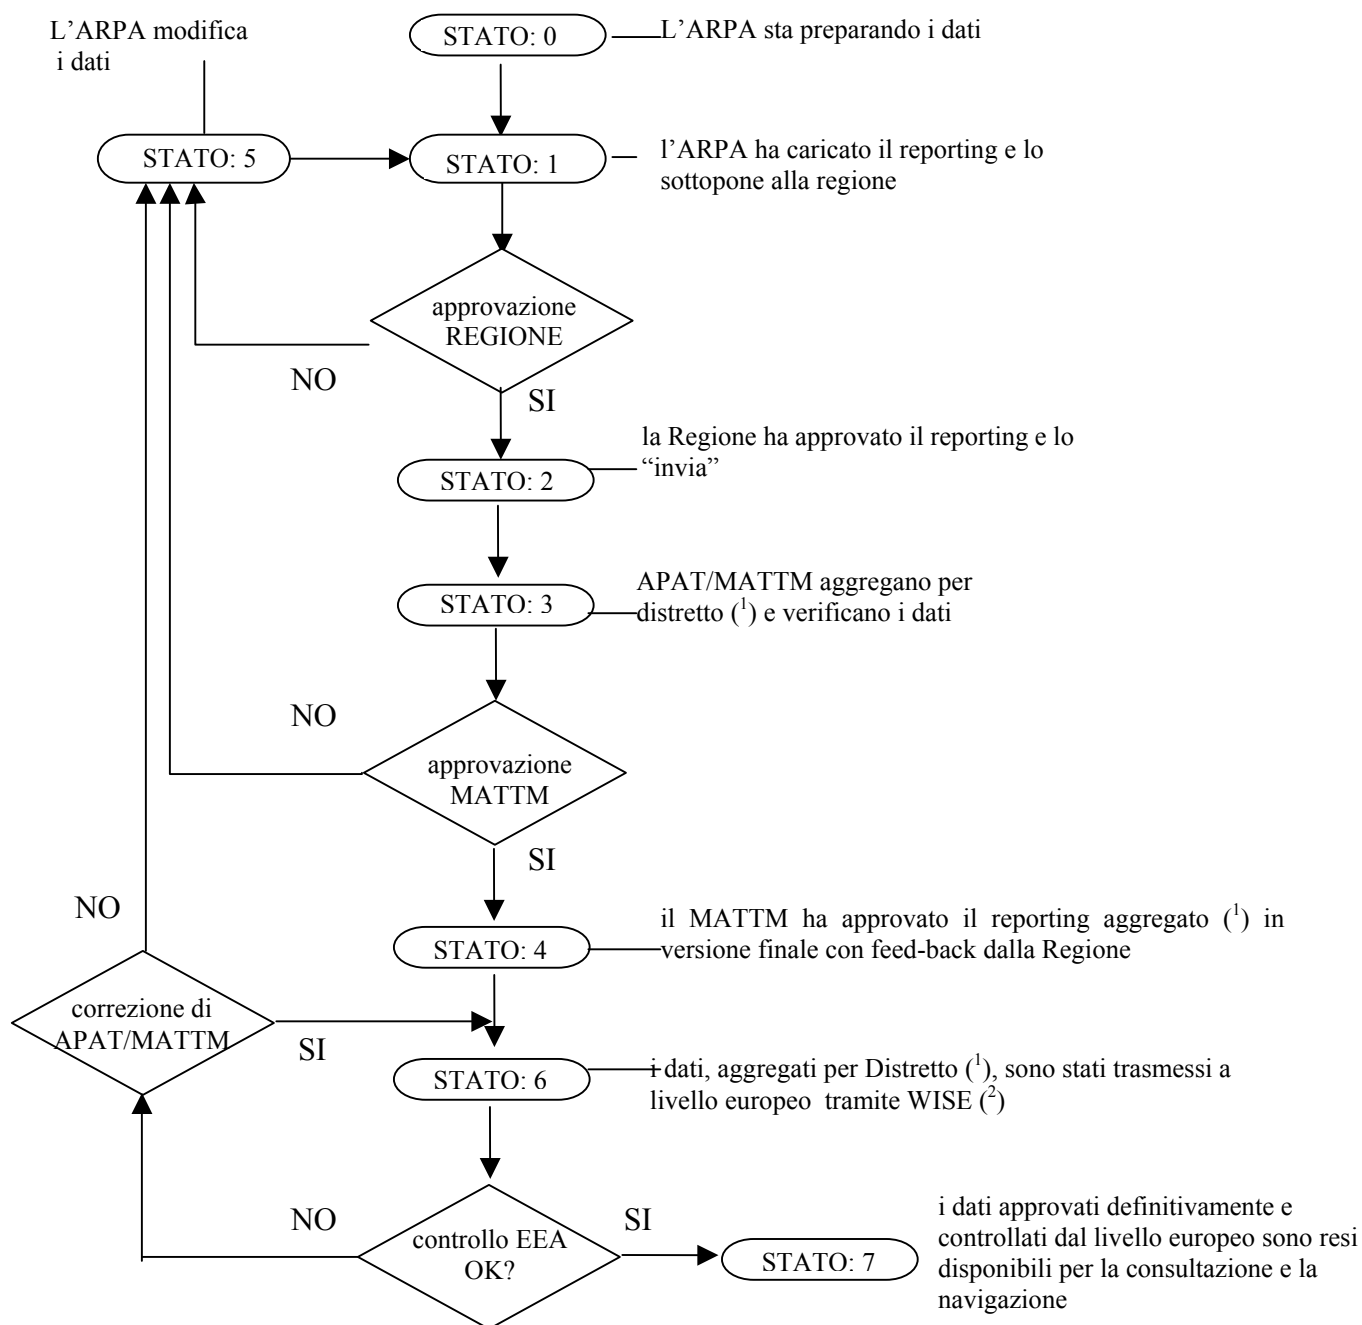 L’ARPA modifica
i dati
STATO: 0
L’ARPA sta preparando i dati
STATO: 5
STATO: 1
l’ARPA ha caricato il reporting e lo
sottopone alla regione
approvazione
REGIONE
NO
SI
la Regione ha approvato il reporting e lo
“invia”
STATO: 2
APAT/MATTM aggregano per
distretto (¹) e verificano i dati
STATO: 3
NO
approvazione
MATTM
SI
NO
il MATTM ha approvato il reporting aggregato (¹) in
versione finale con feed-back dalla Regione
STATO: 4
correzione di
APAT/MATTM
SI
STATO: 6
i dati, aggregati per Distretto (¹), sono stati trasmessi a
livello europeo tramite WISE (²)
NO
controllo EEA
OK?
SI
STATO: 7
i dati approvati definitivamente e
controllati dal livello europeo sono resi
disponibili per la consultazione e la
navigazione